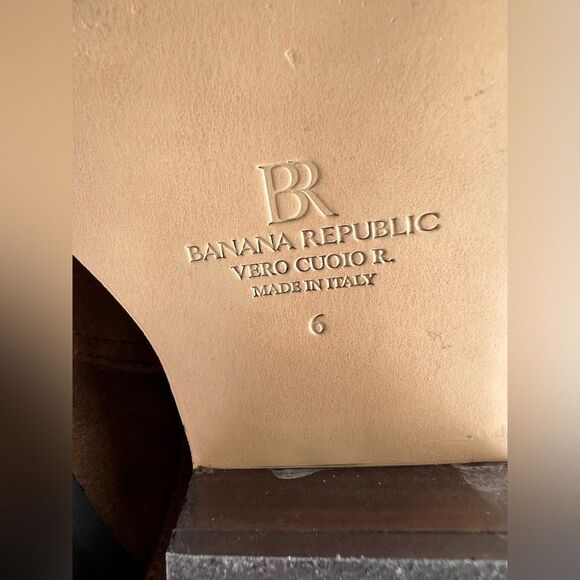 BR
BANANA REPUBLIC
VERO CUOIO R.
MADE IN ITALY
6